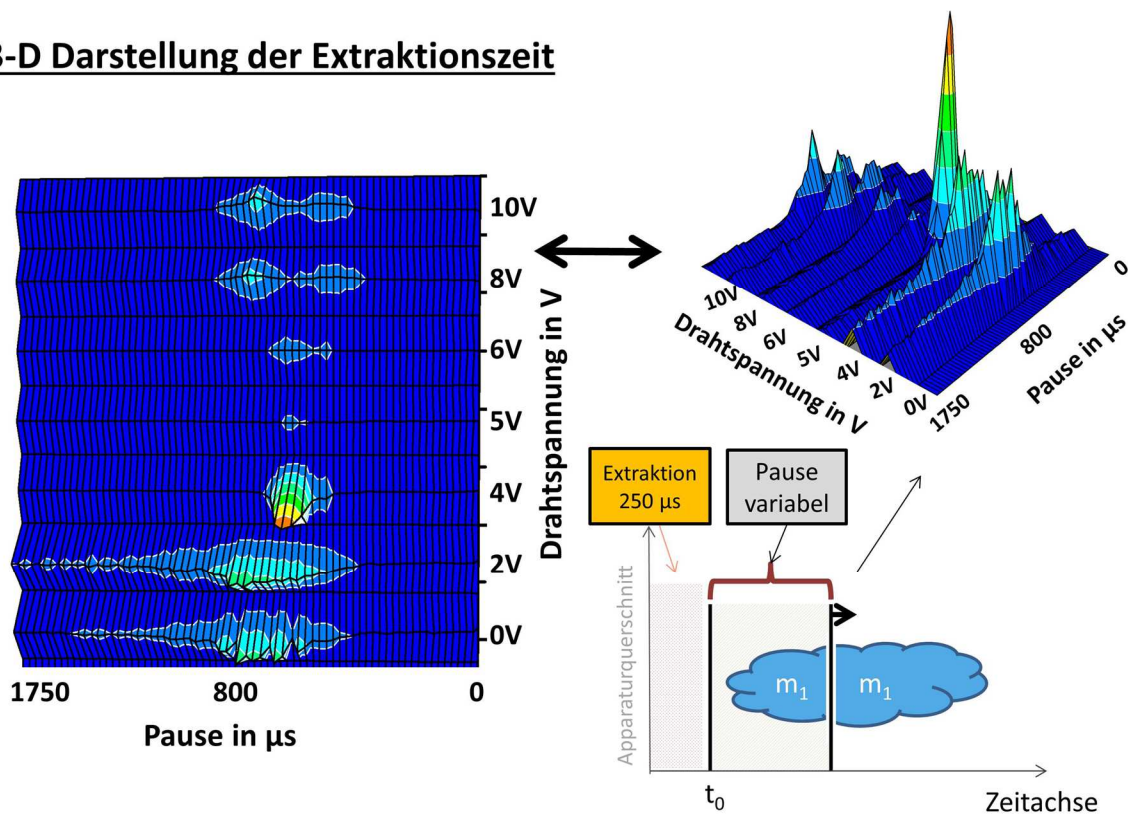 3-D Darstellung der Extraktionszeit
10V
8V
6V
5V
4V
2V
0V
Drahtspannung in V
1750
800
0
Pause in µs
10V
8V
6V
5V
4V
2V
0V
Drahtspannung in V
1750
800
0
Pause in µs
Extraktion
250 µs
Pause
variabel
Apparaturquerschnitt
m1
m1
t0
Zeitachse